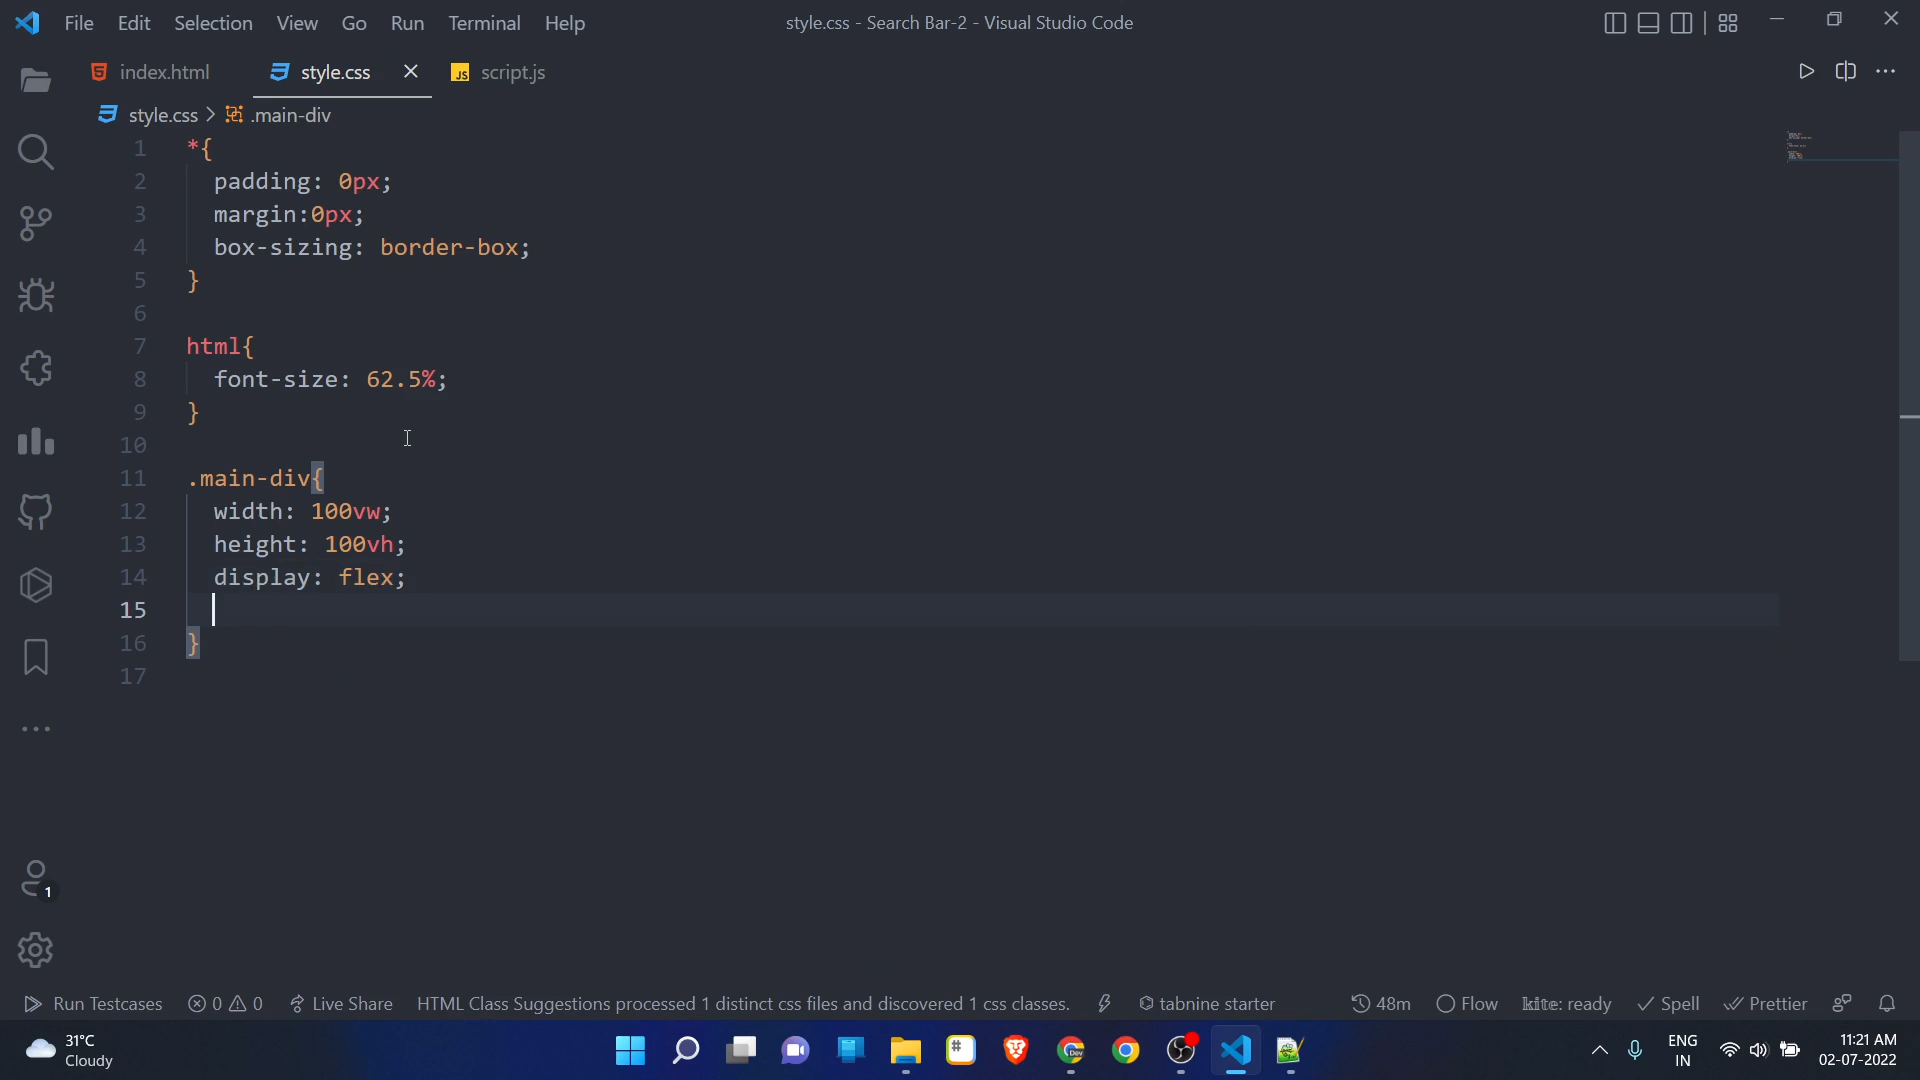 File Edit Selection View Go Run Terminal Help
style.css - Search Bar-2 - Visual Studio Code
index.html
style.css
JS script.js
style.css > .main-div
1 *{
2 padding: 0px;
3 margin:0px;
4 box-sizing: border-box;
5 }
6
7 html{
8 font-size: 62.5%;
9 }
10
11 .main-div{
12 width: 100vw;
13 height: 100vh;
14 display: flex;
15
16 }
17
1
Run Testcases 0 0 Live Share HTML Class Suggestions processed 1 distinct css files and discovered 1 css classes. tabnine starter 48m Flow kite: ready Spell Prettier
31°C
Cloudy
#
Dev
ENG
IN
11:21 AM
02-07-2022